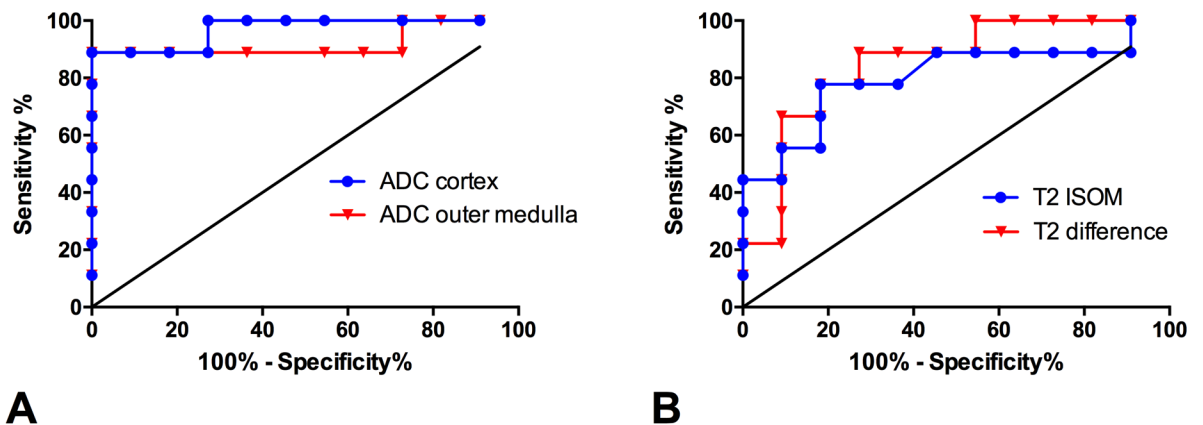 100
80
60
40
20
0
Sensitivity %
ADC cortex
ADC outer medulla
0 20 40 60 80 100
100% - Specificity%
A
100
80
60
40
20
0
Sensitivity %
T2 ISOM
T2 difference
0 20 40 60 80 100
100% - Specificity%
B